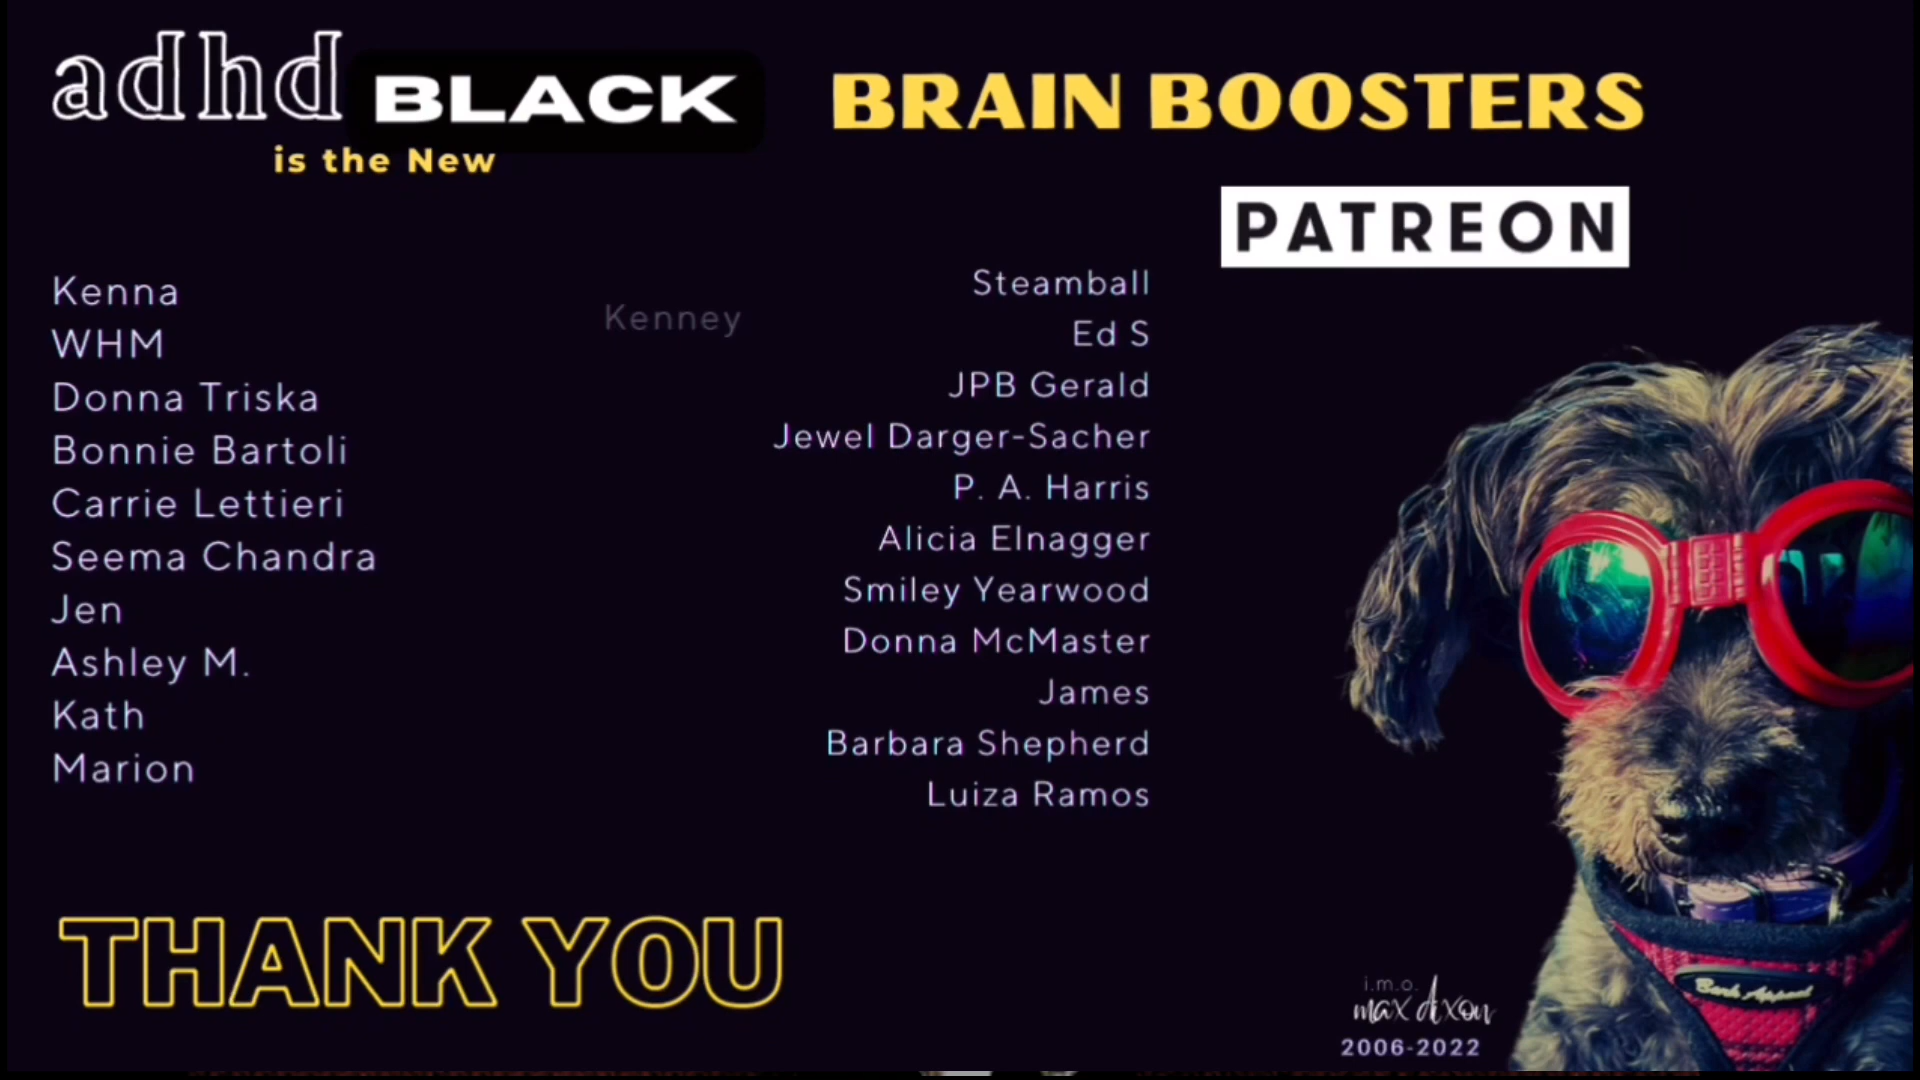 adhd BLACK
is the New
BRAIN BOOSTERS
PATREON
Kenna
WHM
Donna Triska
Bonnie Bartoli
Carrie Lettieri
Seema Chandra
Jen
Ashley M.
Kath
Marion
Kenney
Steamball
Ed S
JPB Gerald
Jewel Darger-Sacher
P. A. Harris
Alicia Elnagger
Smiley Yearwood
Donna McMaster
James
Barbara Shepherd
Luiza Ramos
THANK YOU
Bark Appeal
i.m.o.
max dixon
2006-2022